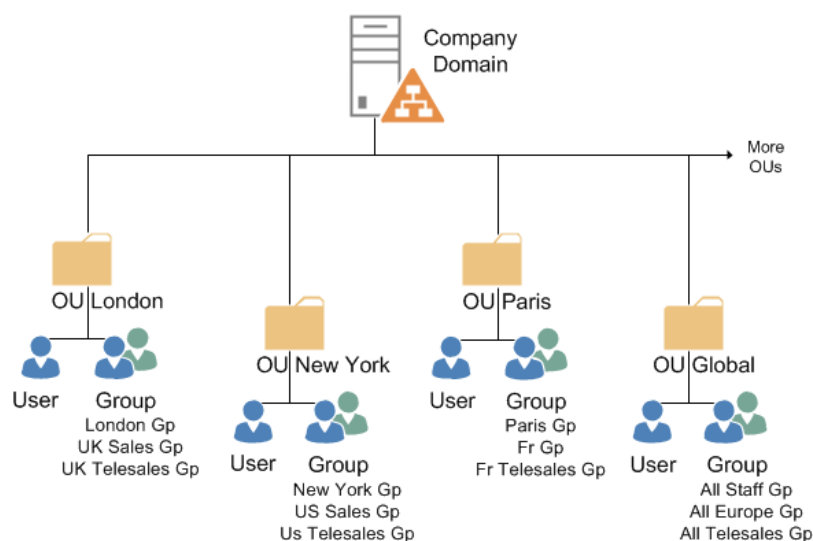 Company
Domain
More
OUs
OU London
User
Group
London Gp
UK Sales Gp
UK Telesales Gp
OU New York
User
Group
New York Gp
US Sales Gp
Us Telesales Gp
OU Paris
User
Group
Paris Gp
Fr Gp
Fr Telesales Gp
OU Global
User
Group
All Staff Gp
All Europe Gp
All Telesales Gp